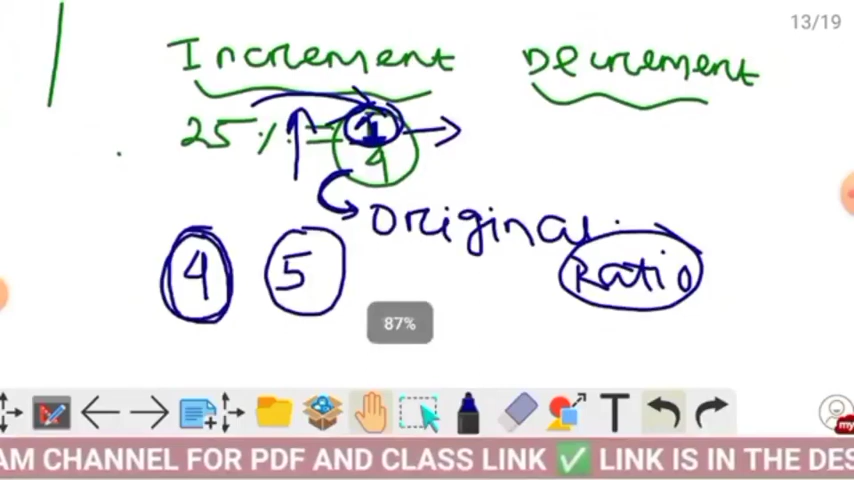 13/19
Increment Decrement
25% = 1/4
Original
4 5 Ratio
87%
T
my
AM CHANNEL FOR PDF AND CLASS LINK ✅ LINK IS IN THE DES